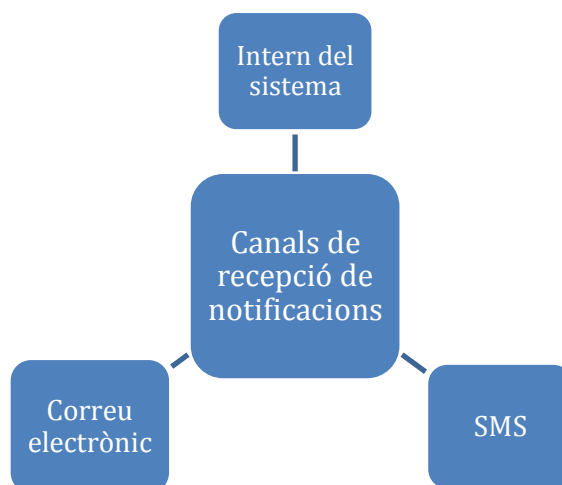 Intern del
sistema
Canals de
recepció de
notificacions
Correu
electrònic
SMS